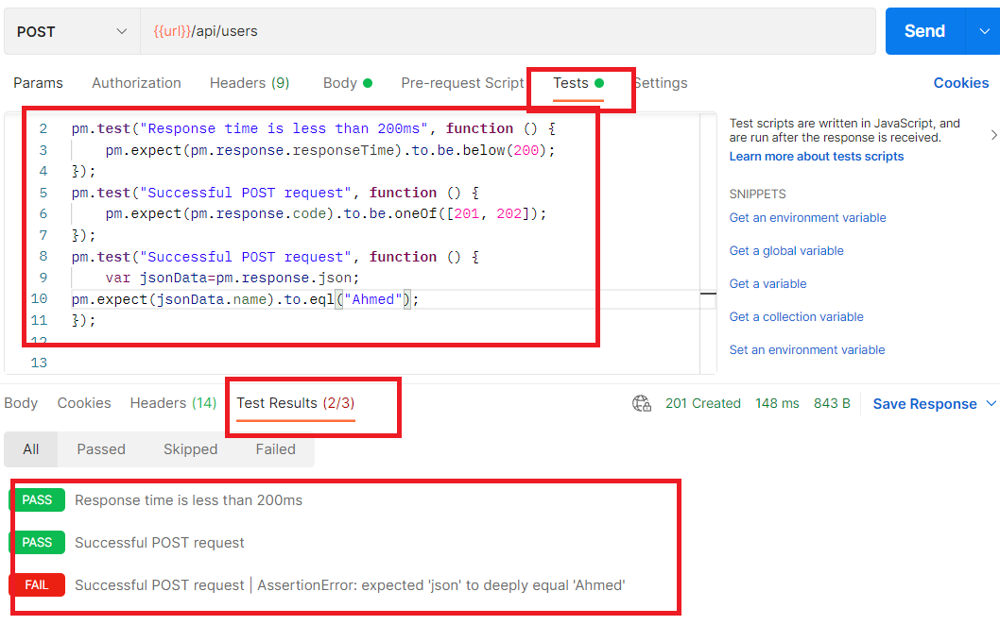 POST {{url}}/api/users Send
Params Authorization Headers (9) Body Pre-request Script Tests Settings Cookies
2 pm.test("Response time is less than 200ms", function () {
3 pm.expect(pm.response.responseTime).to.be.below(200);
4 });
5 pm.test("Successful POST request", function () {
6 pm.expect(pm.response.code).to.be.oneOf([201, 202]);
7 });
8 pm.test("Successful POST request", function () {
9 var jsonData=pm.response.json;
10 pm.expect(jsonData.name).to.eql("Ahmed");
11 });
12
13
Test scripts are written in JavaScript, and
are run after the response is received.
Learn more about tests scripts
SNIPPETS
Get an environment variable
Get a global variable
Get a variable
Get a collection variable
Set an environment variable
Body Cookies Headers (14) Test Results (2/3) 201 Created 148 ms 843 B Save Response
All Passed Skipped Failed
PASS Response time is less than 200ms
PASS Successful POST request
FAIL Successful POST request | AssertionError: expected 'json' to deeply equal 'Ahmed'